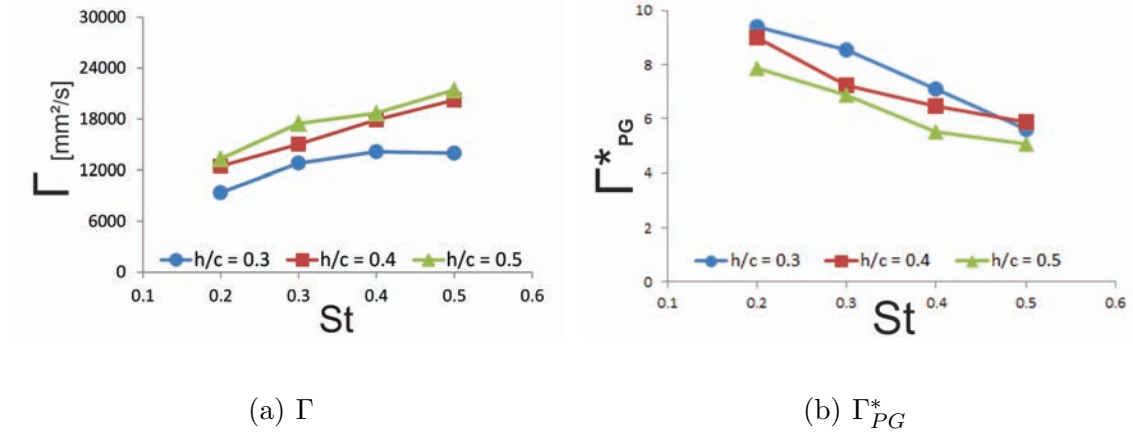 30000
24000
18000
12000
6000
0
Γ [mm²/s]
h/c = 0.3 h/c = 0.4 h/c = 0.5
0.1 0.2 0.3 0.4 0.5 0.6
St
(a) Γ
10
8
6
4
2
0
Γ*PG
h/c = 0.3 h/c = 0.4 h/c = 0.5
0.1 0.2 0.3 0.4 0.5 0.6
St
(b) Γ*PG